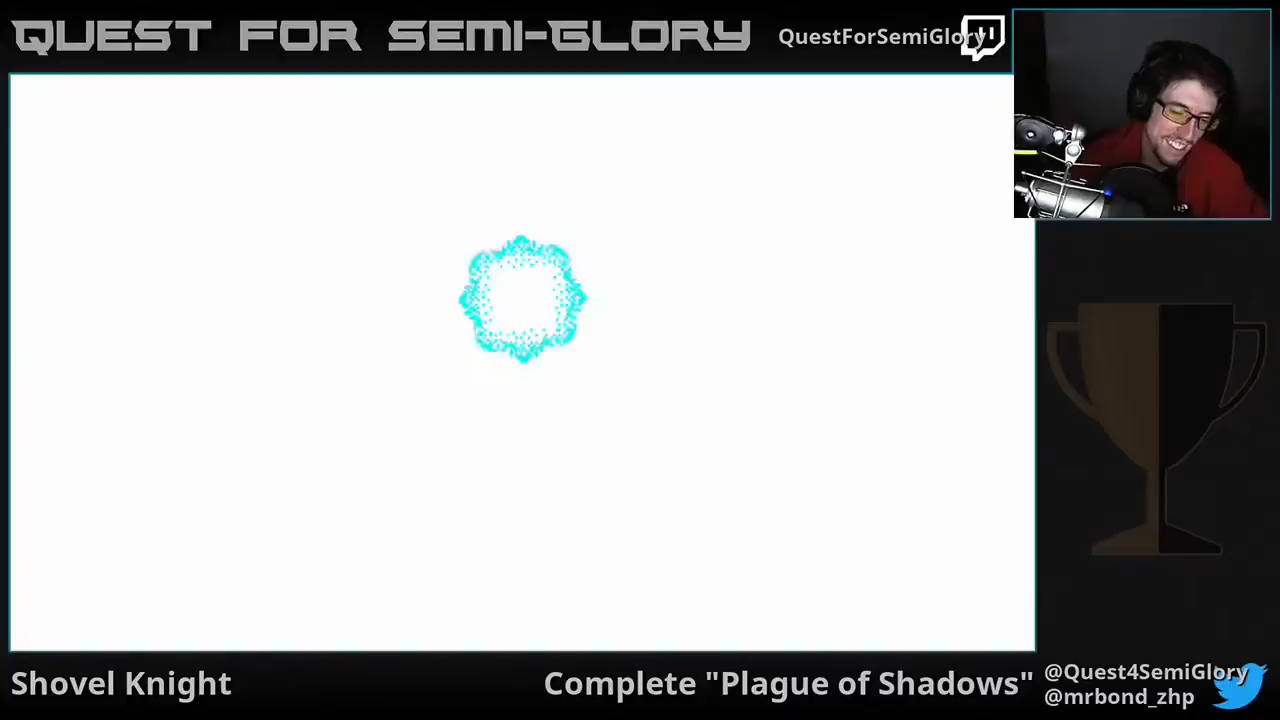 QUEST FOR SEMI-GLORY
QuestForSemiGlory
Shovel Knight
Complete "Plague of Shadows"
@Quest4SemiGlory
@mrbond_zhp